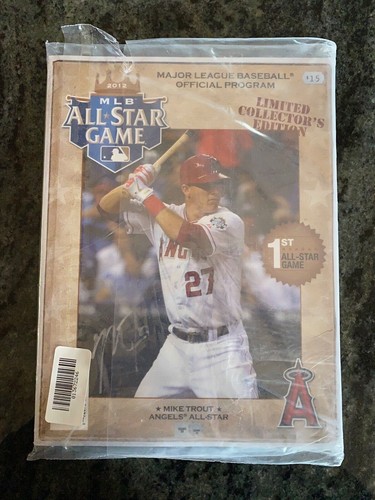 MAJOR LEAGUE BASEBALL®
OFFICIAL PROGRAM
$15
2012
MLB
ALL★STAR
GAME
LIMITED
COLLECTOR'S
EDITION
ANG
27
1ST
ALL-STAR
GAME
A
★ MIKE TROUT ★
ANGELS® ALL-STAR